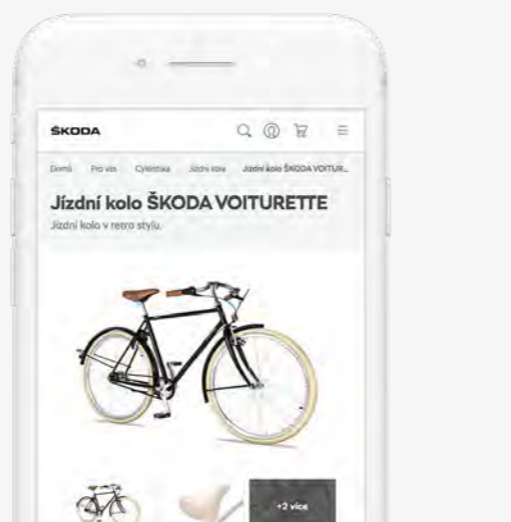 ŠKODA
Domů Pro vás Cyklistika Jízdní kola Jízdní kolo ŠKODA VOITUR...
Jízdní kolo ŠKODA VOITURETTE
Jízdní kolo v retro stylu.
+2 více